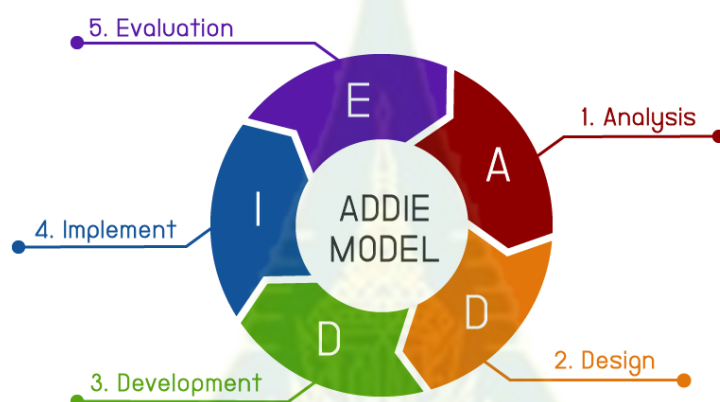 5. Evaluation
1. Analysis
E
A
ADDIE
MODEL
I
4. Implement
D
D
2. Design
3. Development